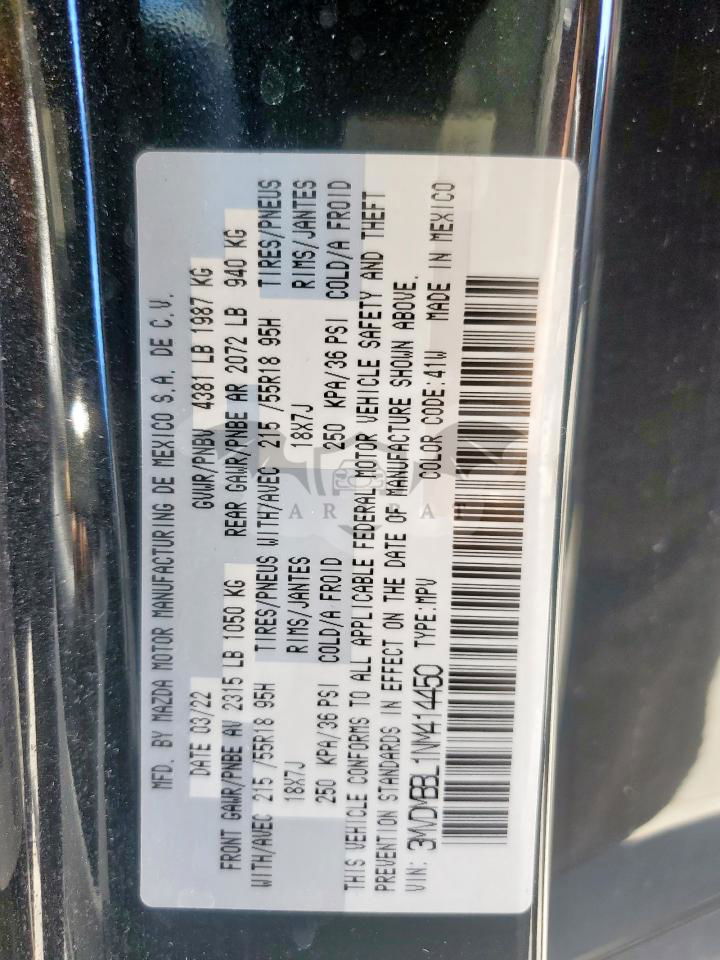 MFD. BY MAZDA MOTOR MANUFACTURING DE MEXICO S.A. DE C.V.
DATE 03/22 GVWR/PNBV 4381 LB 1987 KG
FRONT GAWR/PNBE AV 2315 LB 1050 KG REAR GAWR/PNBE AR 2072 LB 940 KG
WITH/AVEC 215 /55R18 95H TIRES/PNEUS WITH/AVEC 215 /55R18 95H TIRES/PNEUS
18X7J RIMS/JANTES 18X7J RIMS/JANTES
250 KPA/36 PSI COLD/A FROID 250 KPA/36 PSI COLD/A FROID
THIS VEHICLE CONFORMS TO ALL APPLICABLE FEDERAL MOTOR VEHICLE SAFETY AND THEFT
PREVENTION STANDARDS IN EFFECT ON THE DATE OF MANUFACTURE SHOWN ABOVE.
VIN: 3MVDMBBL1NM414450 TYPE:MPV COLOR CODE:41W MADE IN MEXICO